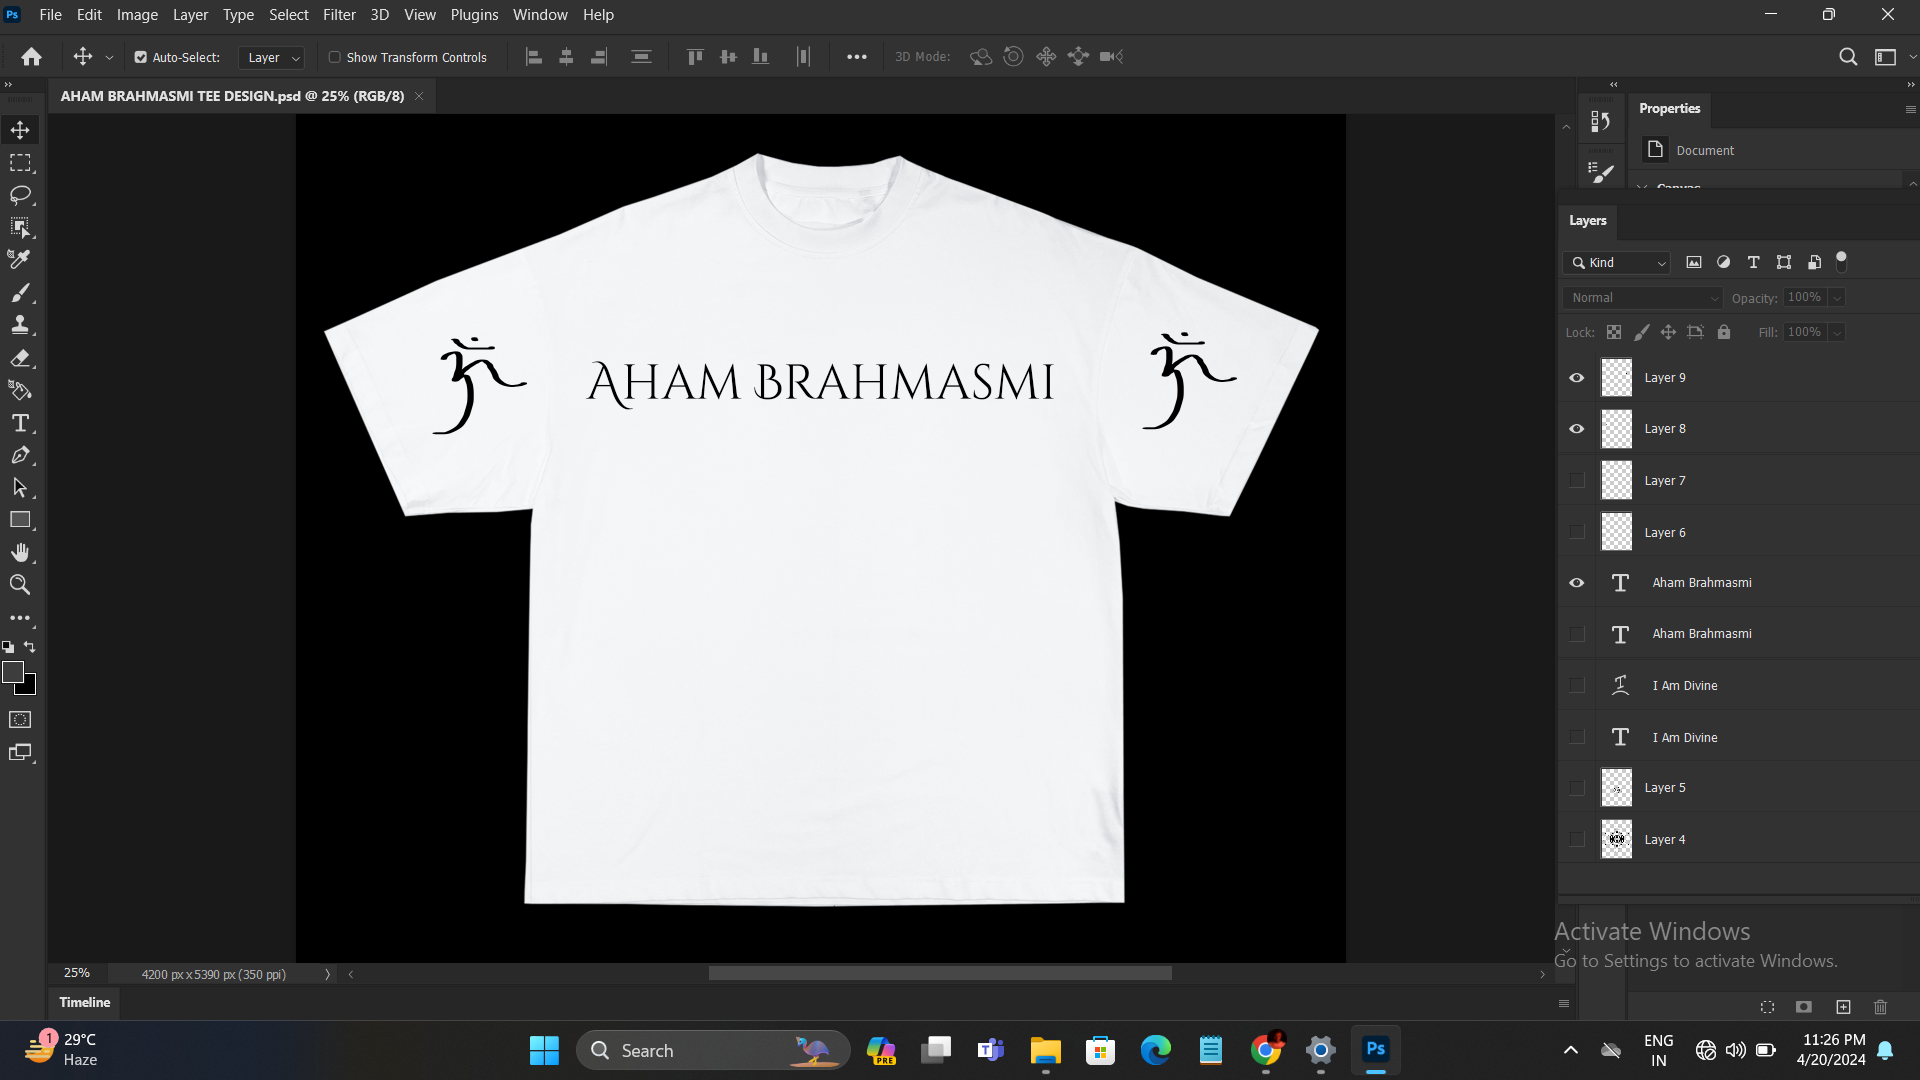 File Edit Image Layer Type Select Filter 3D View Plugins Window Help
Auto-Select: Layer Show Transform Controls 3D Mode:
AHAM BRAHMASMI TEE DESIGN.psd @ 25% (RGB/8)
Properties
Document
Layers
Kind
Normal Opacity: 100%
Lock: Fill: 100%
ॐ AHAM BRAHMASMI ॐ
Layer 9
Layer 8
Layer 7
Layer 6
Aham Brahmasmi
Aham Brahmasmi
I Am Divine
I Am Divine
Layer 5
Layer 4
Activate Windows
Go to Settings to activate Windows.
25% 4200 px x 5390 px (350 ppi)
Timeline
1 29°C
Haze
Search
PRE
Ps
ENG
IN
11:26 PM
4/20/2024